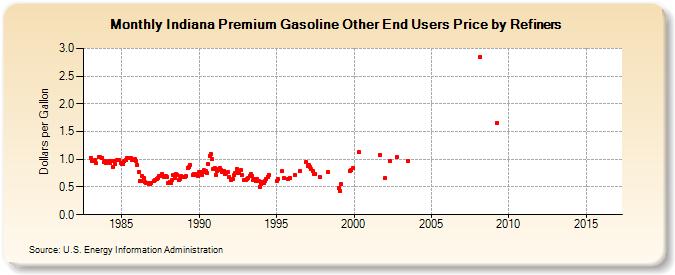 Monthly Indiana Premium Gasoline Other End Users Price by Refiners
Dollars per Gallon
3.0
2.5
2.0
1.5
1.0
0.5
0.0
1985 1990 1995 2000 2005 2010 2015
Source: U.S. Energy Information Administration